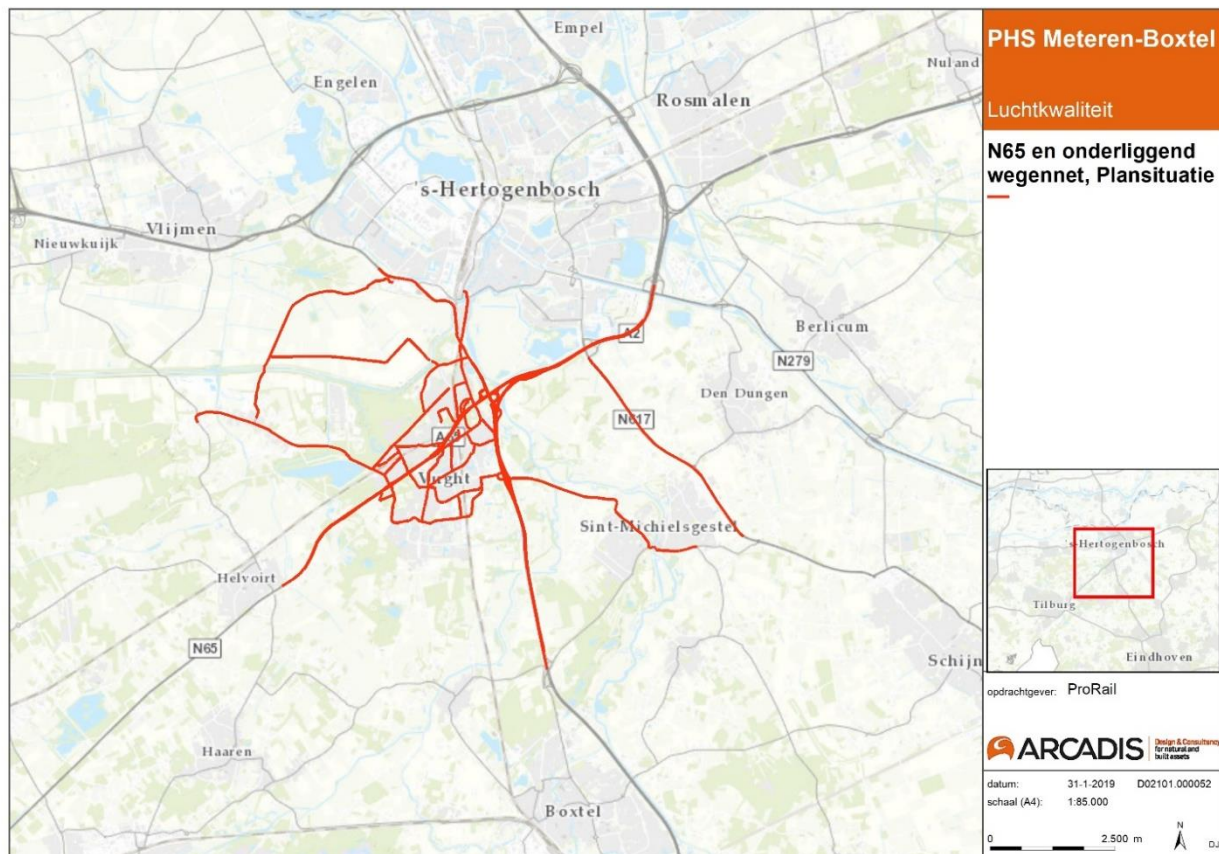 Empel
Nuland
Engelen
Rosmalen
's-Hertogenbosch
Vlijmen
Nieuwkuijk
A2
Berlicum
N279
Den Dungen
N617
Vught
Sint-Michielsgestel
Helvoirt
N65
Schijn
Haaren
Boxtel
PHS Meteren-Boxtel
Luchtkwaliteit
N65 en onderliggend
wegennet, Plansituatie
's-Hertogenbosch
Tilburg
Eindhoven
opdrachtgever: ProRail
ARCADIS
Design & Consultancy
for natural and
built assets
datum: 31-1-2019 D02101.000052
schaal (A4): 1:85.000
N
0 2.500 m
DJ